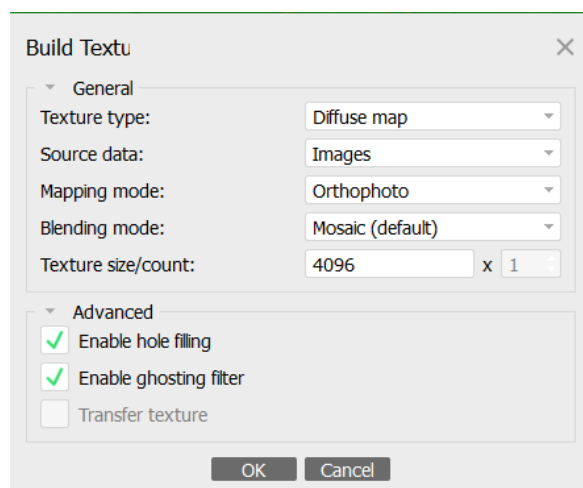 Build Textu
General
Texture type: Diffuse map
Source data: Images
Mapping mode: Orthophoto
Blending mode: Mosaic (default)
Texture size/count: 4096 x 1
Advanced
Enable hole filling
Enable ghosting filter
Transfer texture
OK Cancel